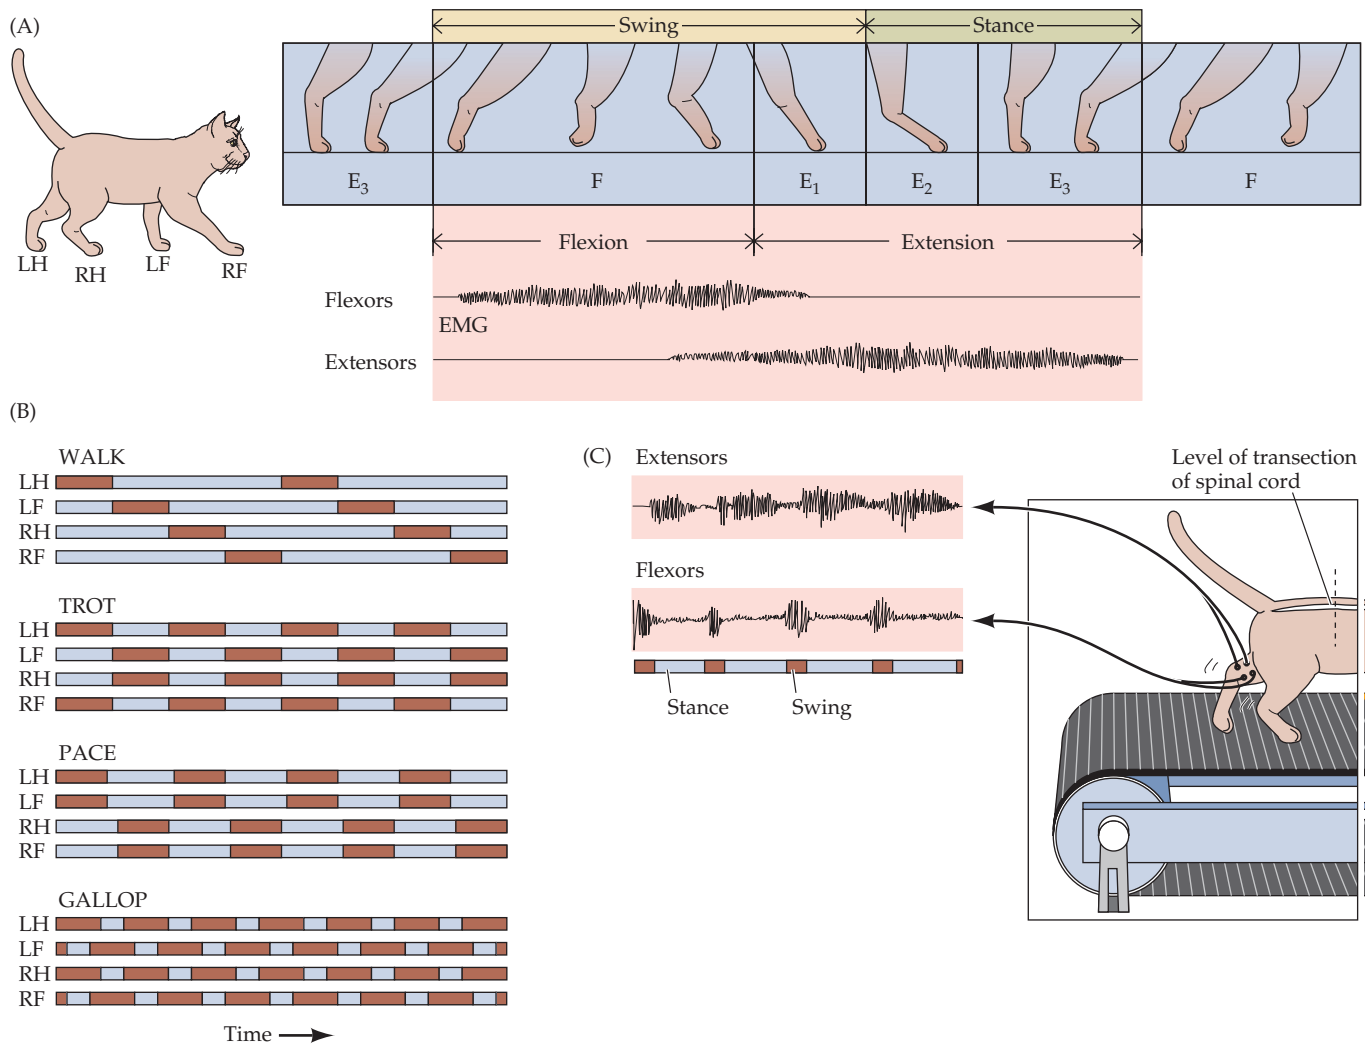 (A)
Swing
Stance
LH
RH
LF
RF
E3
F
E1
E2
E3
F
Flexion
Extension
Flexors
EMG
Extensors
(B)
WALK
LH
LF
RH
RF
TROT
LH
LF
RH
RF
PACE
LH
LF
RH
RF
GALLOP
LH
LF
RH
RF
Time
(C)
Extensors
Flexors
Stance
Swing
Level of transection
of spinal cord